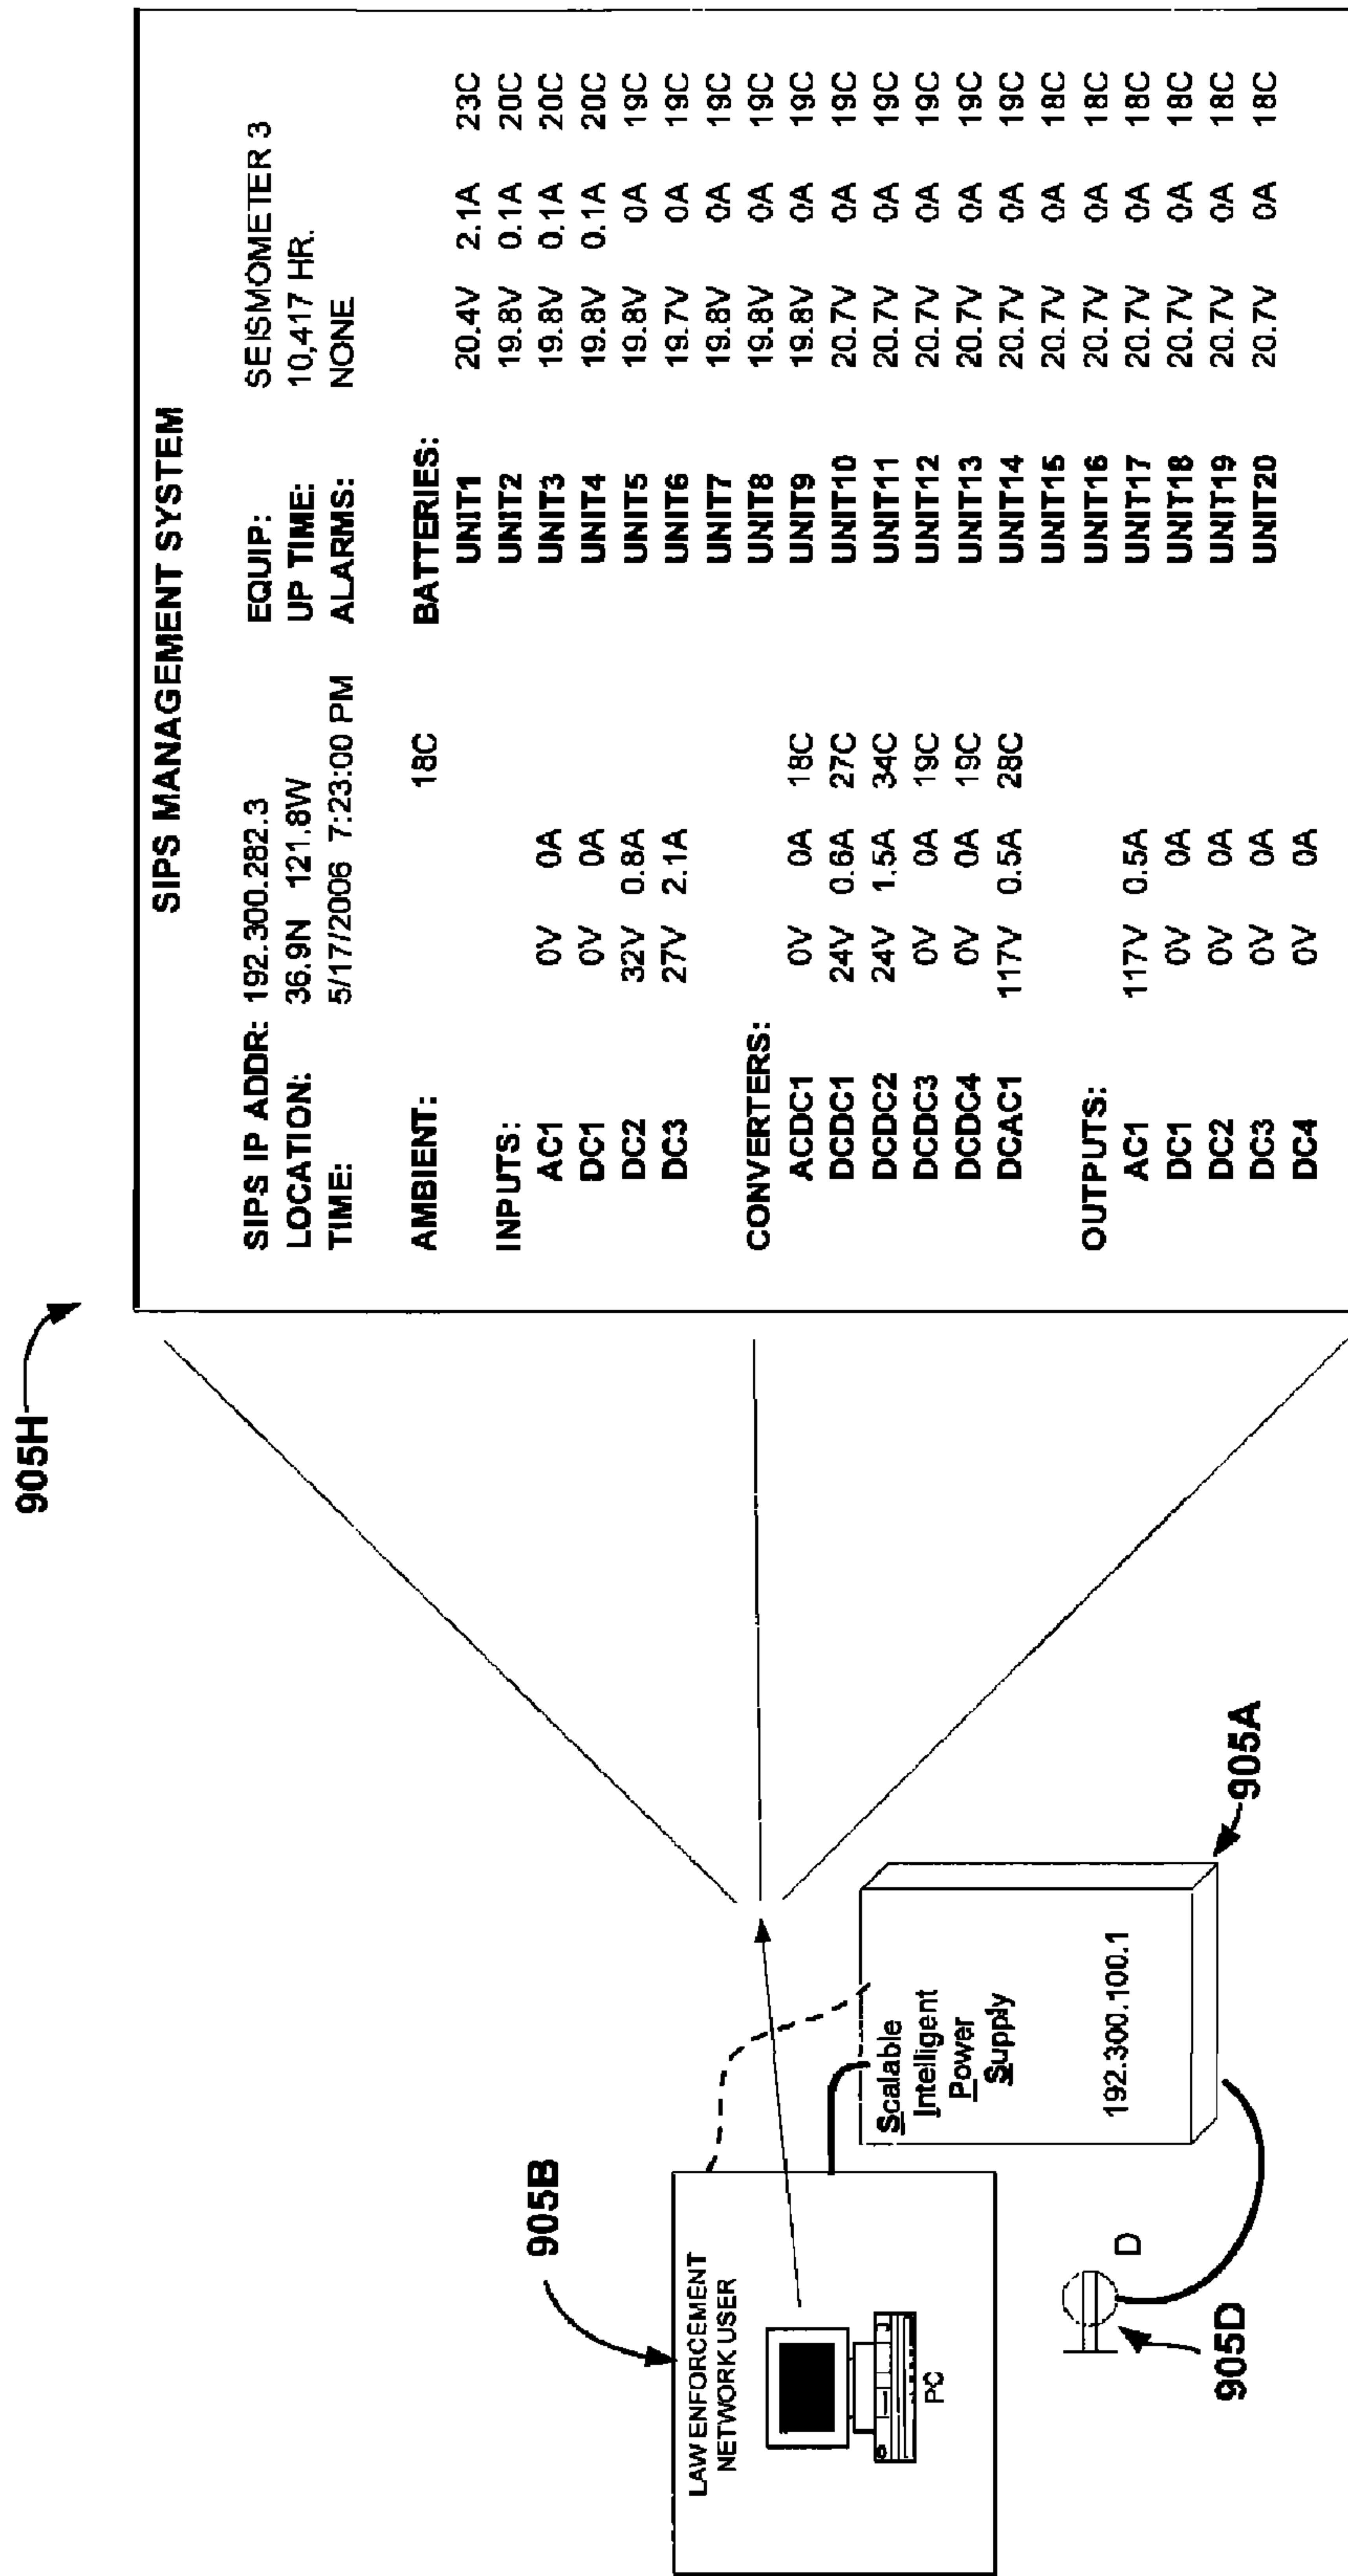 905H
SIPS MANAGEMENT SYSTEM
SIPS IP ADDR: 192.300.282.3 EQUIP: SEISMOMETER 3
LOCATION: 36.9N 121.8W UP TIME: 10,417 HR.
TIME: 5/17/2006 7:23:00 PM ALARMS: NONE
AMBIENT: 18C BATTERIES:
UNIT1 20.4V 2.1A 23C
INPUTS: UNIT2 19.8V 0.1A 20C
AC1 0V 0A UNIT3 19.8V 0.1A 20C
DC1 0V 0A UNIT4 19.8V 0.1A 20C
DC2 32V 0.8A UNIT5 19.8V 0A 19C
DC3 27V 2.1A UNIT6 19.7V 0A 19C
UNIT7 19.8V 0A 19C
CONVERTERS: UNIT8 19.8V 0A 19C
ACDC1 0V 0A 18C UNIT9 19.8V 0A 19C
DCDC1 24V 0.6A 27C UNIT10 20.7V 0A 19C
DCDC2 24V 1.5A 34C UNIT11 20.7V 0A 19C
DCDC3 0V 0A 19C UNIT12 20.7V 0A 19C
DCDC4 0V 0A 19C UNIT13 20.7V 0A 19C
DCAC1 117V 0.5A 28C UNIT14 20.7V 0A 19C
UNIT15 20.7V 0A 18C
OUTPUTS: UNIT16 20.7V 0A 18C
AC1 117V 0.5A UNIT17 20.7V 0A 18C
DC1 0V 0A UNIT18 20.7V 0A 18C
DC2 0V 0A UNIT19 20.7V 0A 18C
DC3 0V 0A UNIT20 20.7V 0A 18C
DC4 0V 0A
905B
LAW ENFORCEMENT
NETWORK USER
PC
Scalable
Intelligent
Power
Supply
192.300.100.1
905A
D
905D